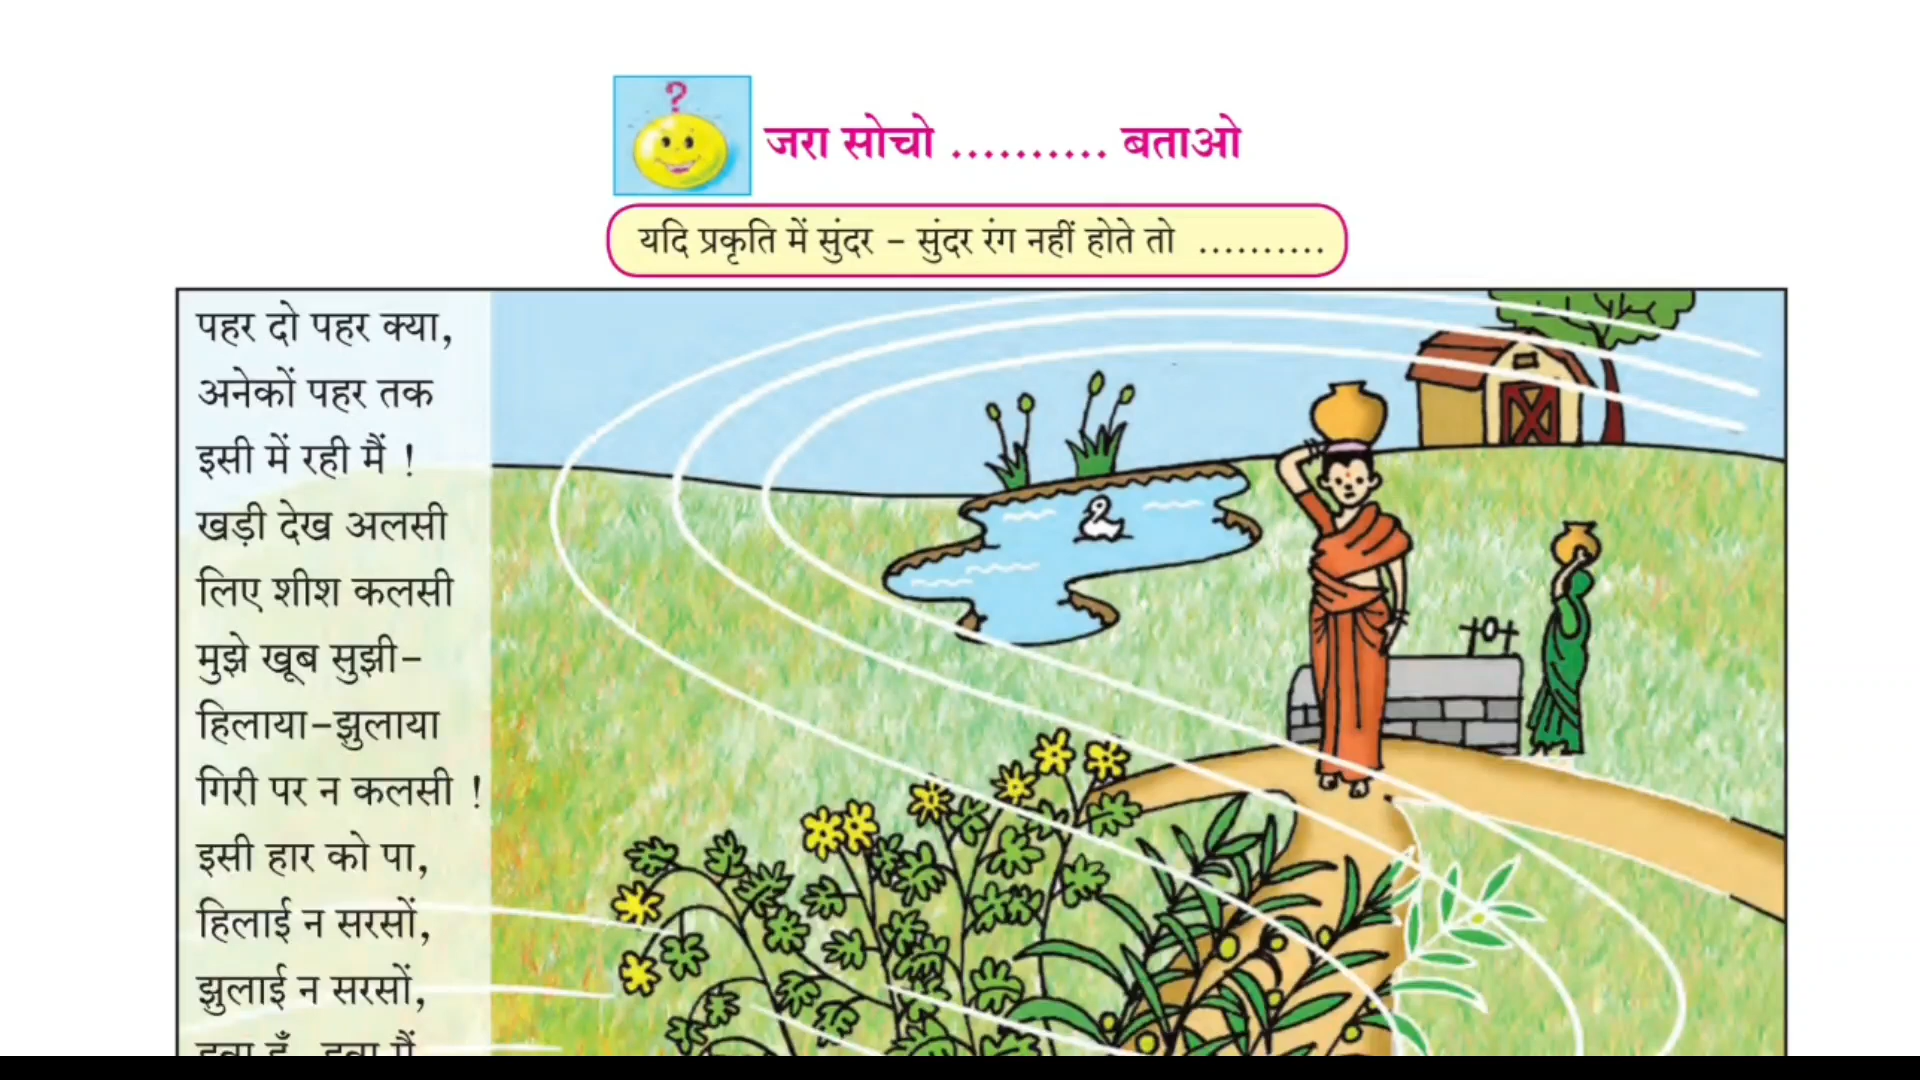 ?
जरा सोचो .......... बताओ
यदि प्रकृति में सुंदर - सुंदर रंग नहीं होते तो ..........
पहर दो पहर क्या,
अनेकों पहर तक
इसी में रही मैं !
खड़ी देख अलसी
लिए शीश कलसी
मुझे खूब सुझी-
हिलाया-झुलाया
गिरी पर न कलसी !
इसी हार को पा,
हिलाई न सरसों,
झुलाई न सरसों,